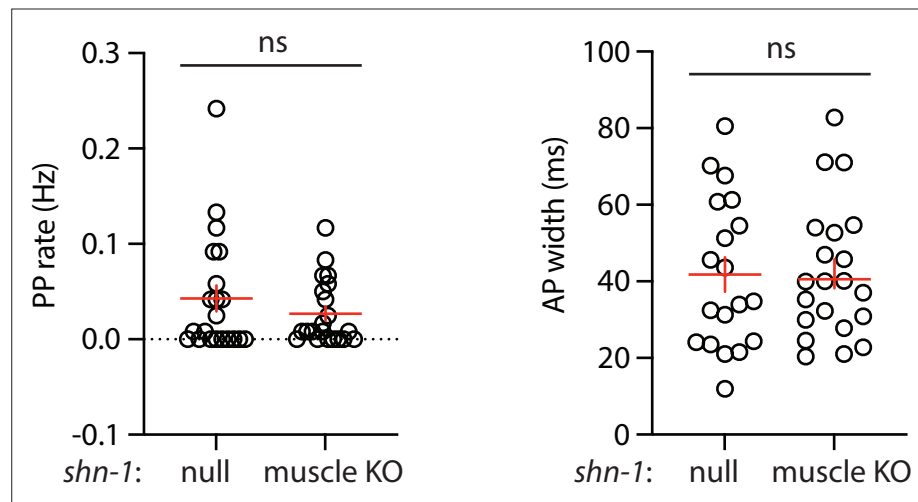 ns
0.3
0.2
0.1
0.0
-0.1
PP rate (Hz)
shn-1: null muscle KO
ns
100
80
60
40
20
0
AP width (ms)
shn-1: null muscle KO